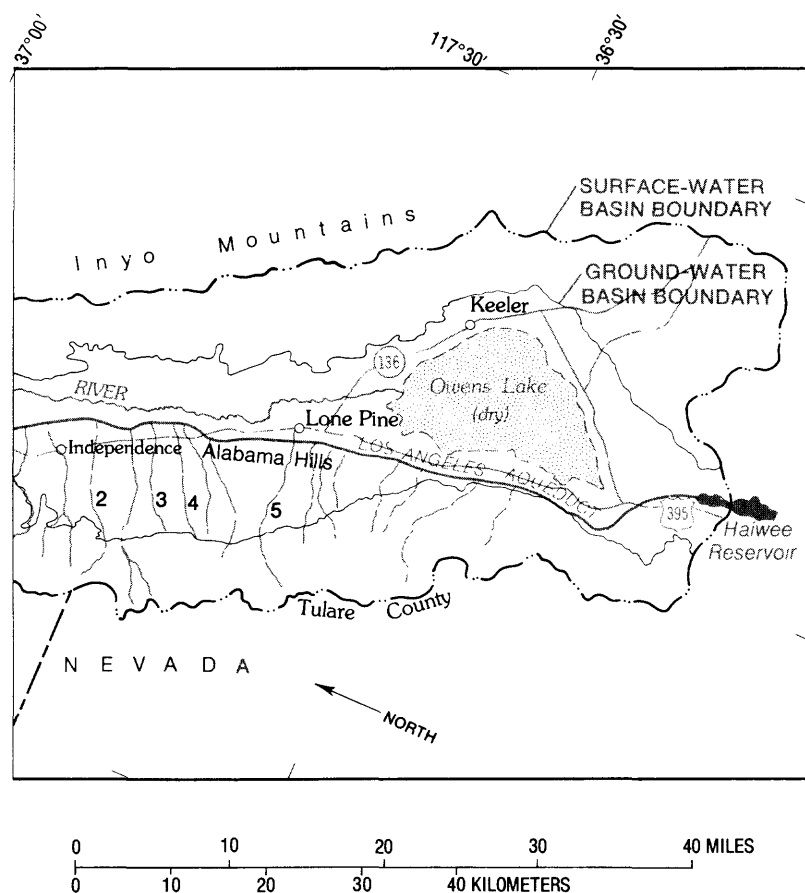 37°00'
117°30'
36°30'
SURFACE-WATER
BASIN BOUNDARY
Inyo Mountains
GROUND-WATER
BASIN BOUNDARY
Keeler
136
RIVER
Owens Lake
(dry)
Lone Pine
Independence
Alabama Hills
LOS ANGELES AQUEDUCT
2
3
4
5
395
Haiwee
Reservoir
Tulare County
NEVADA
NORTH
0 10 20 30 40 MILES
0 10 20 30 40 KILOMETERS